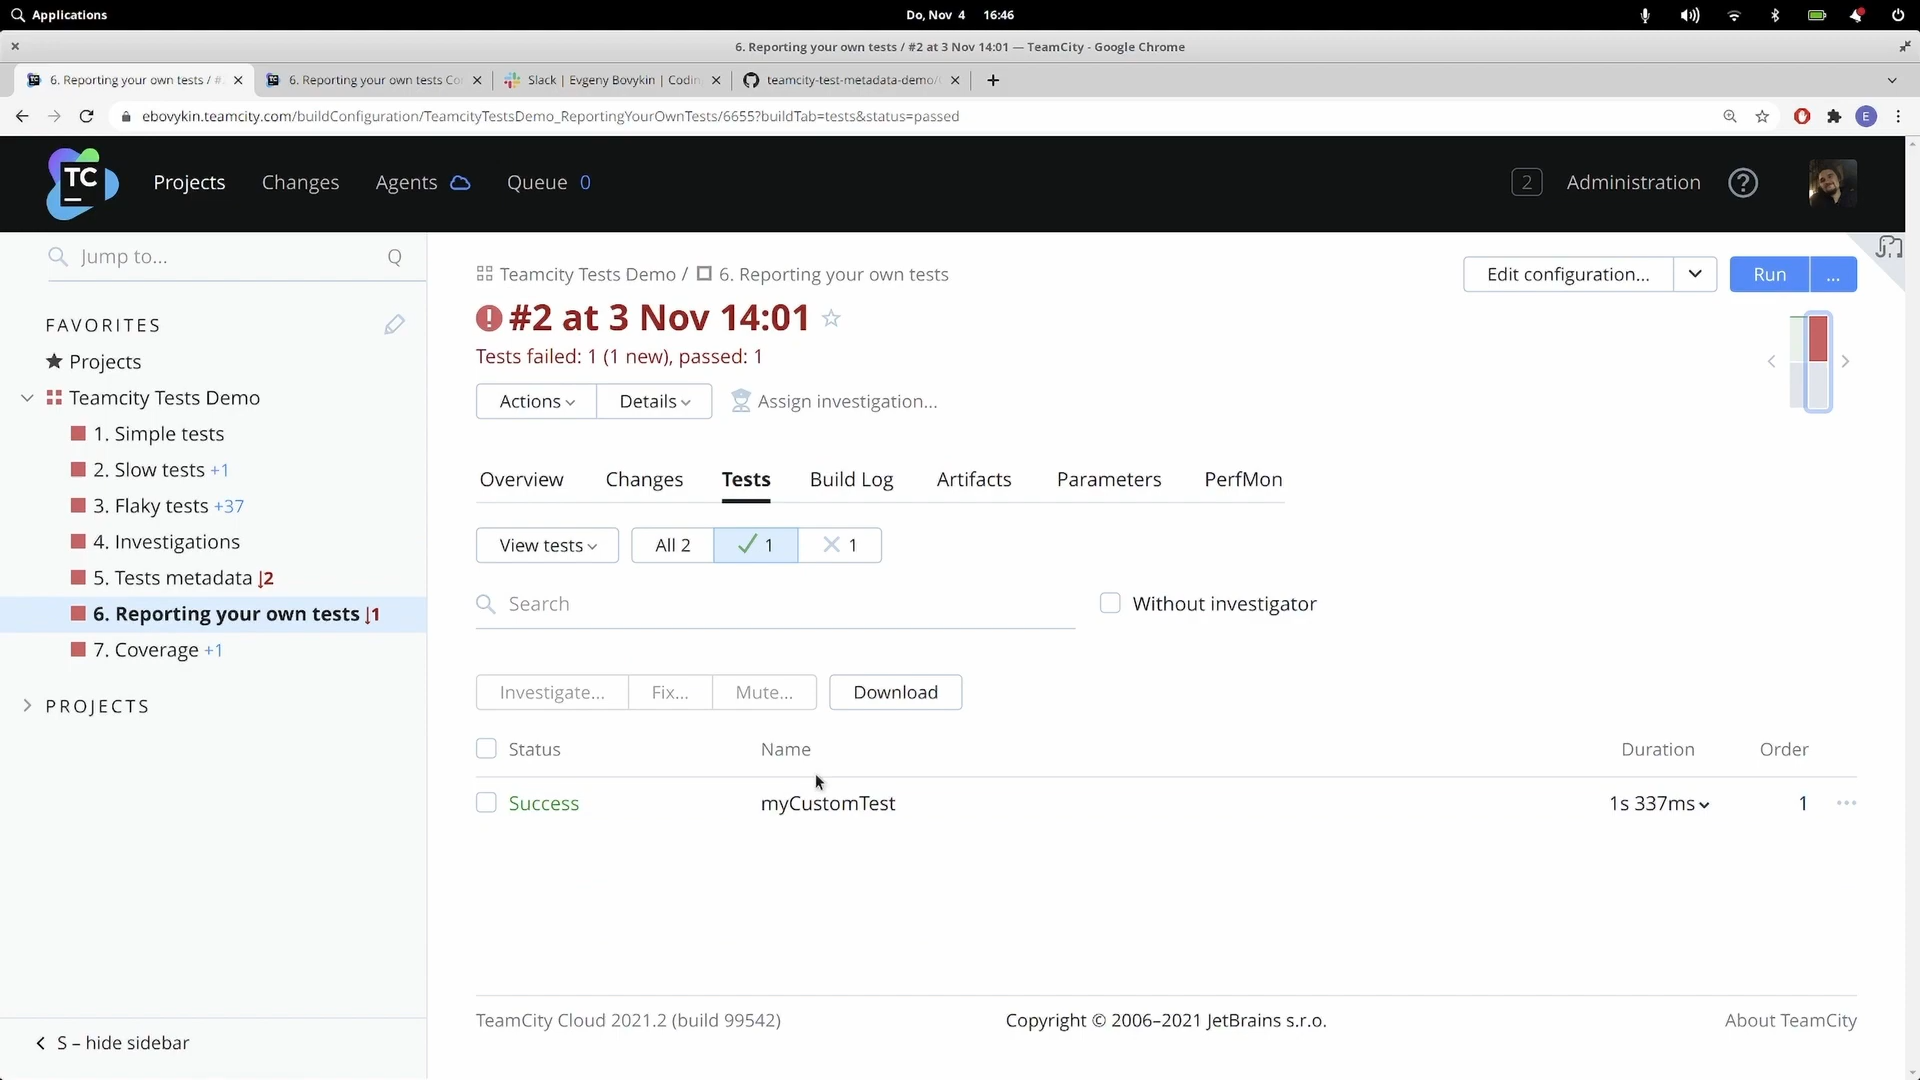 Applications
Do, Nov 4 16:46
6. Reporting your own tests / #2 at 3 Nov 14:01 — TeamCity - Google Chrome
6. Reporting your own tests / #
6. Reporting your own tests Co
Slack | Evgeny Bovykin | Codin
teamcity-test-metadata-demo/
ebovykin.teamcity.com/buildConfiguration/TeamcityTestsDemo_ReportingYourOwnTests/6655?buildTab=tests&status=passed
E
TC
Projects
Changes
Agents
Queue 0
2
Administration
?
Jump to...
Q
FAVORITES
Projects
Teamcity Tests Demo
1. Simple tests
2. Slow tests +1
3. Flaky tests +37
4. Investigations
5. Tests metadata 2
6. Reporting your own tests 1
7. Coverage +1
PROJECTS
S – hide sidebar
Teamcity Tests Demo / 6. Reporting your own tests
Edit configuration...
Run
...
#2 at 3 Nov 14:01
Tests failed: 1 (1 new), passed: 1
Actions
Details
Assign investigation...
Overview
Changes
Tests
Build Log
Artifacts
Parameters
PerfMon
View tests
All 2
1
1
Search
Without investigator
Investigate...
Fix...
Mute...
Download
Status
Name
Duration
Order
Success
myCustomTest
1s 337ms
1
TeamCity Cloud 2021.2 (build 99542)
Copyright © 2006–2021 JetBrains s.r.o.
About TeamCity